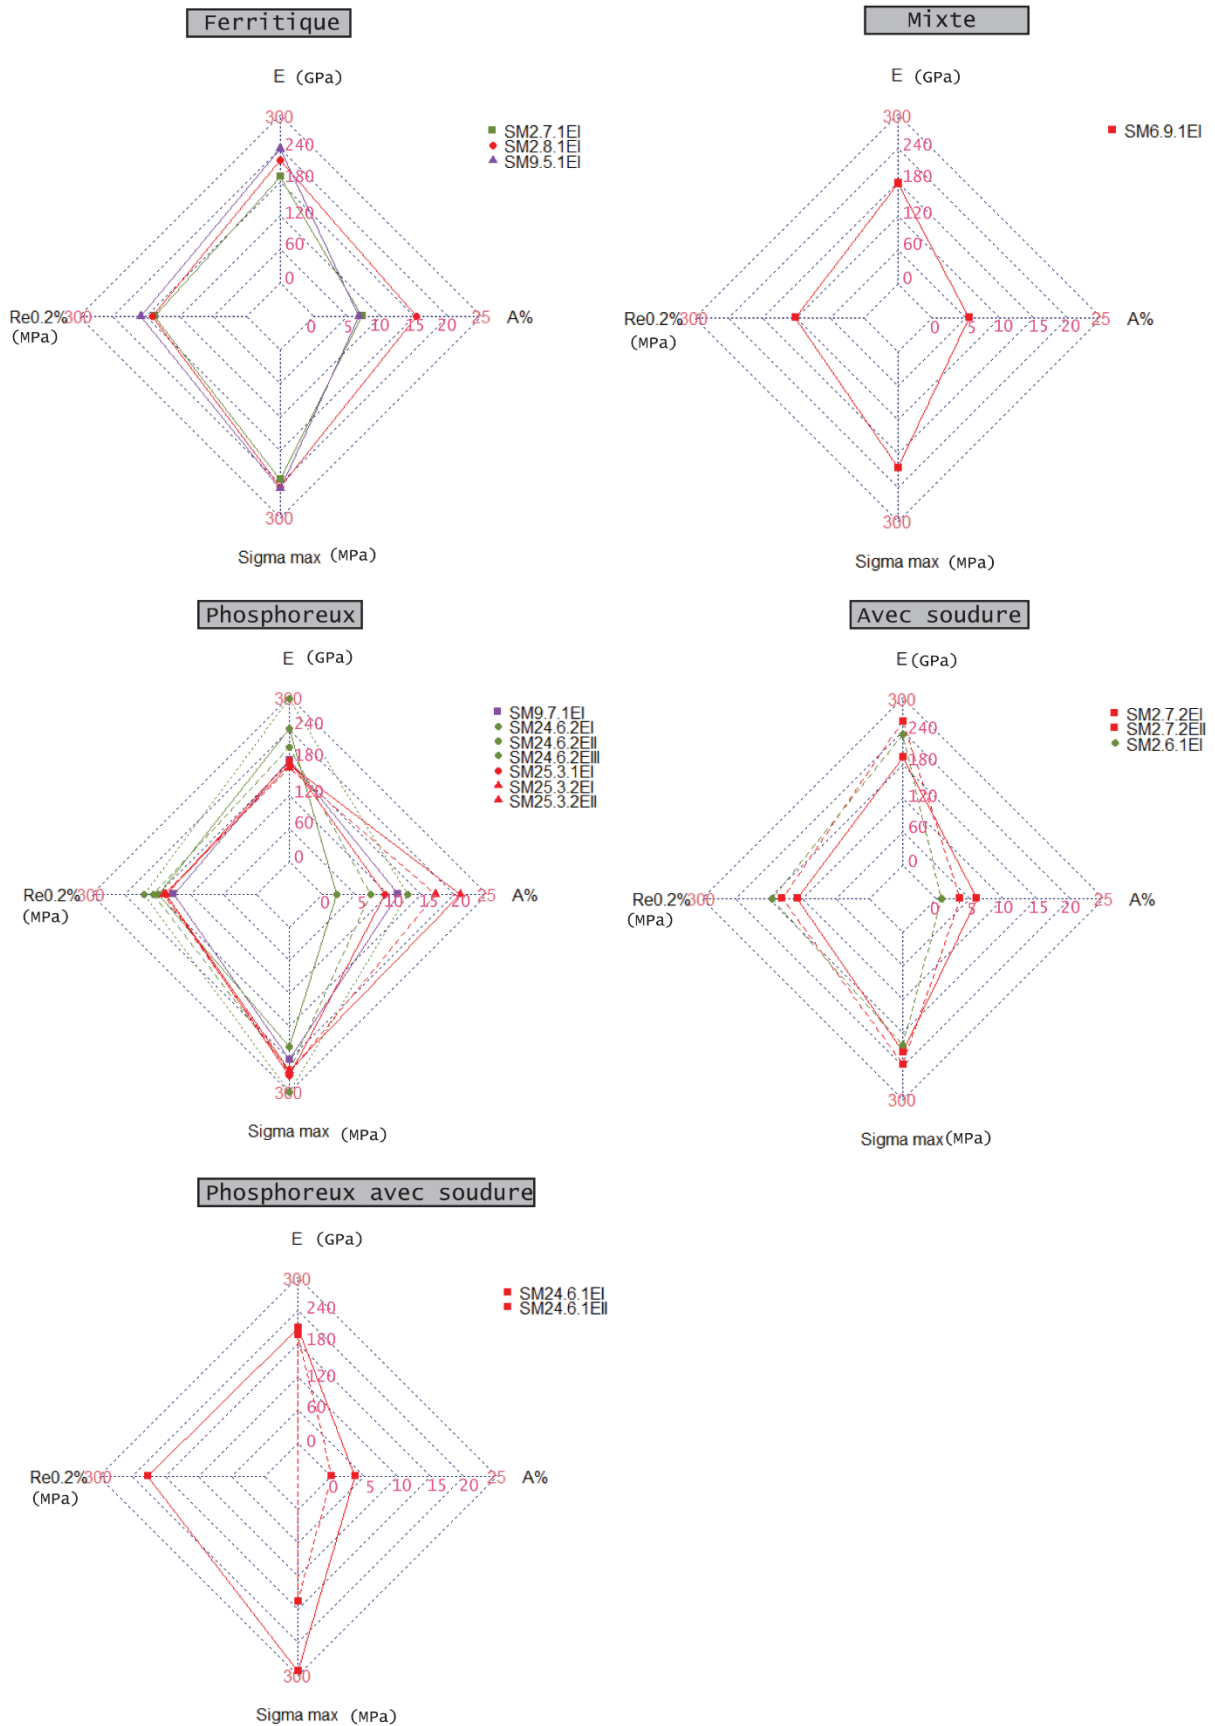 Ferritique
E (GPa)
300
240
180
120
60
0
SM2.7.1EI
SM2.8.1EI
SM9.5.1EI
Re0.2%
(MPa)
300
0 5 10 15 20 25
A%
300
Sigma max (MPa)
Mixte
E (GPa)
300
240
180
120
60
0
SM6.9.1EI
Re0.2%
(MPa)
300
0 5 10 15 20 25
A%
300
Sigma max (MPa)
Phosphoreux
E (GPa)
300
240
180
120
60
0
SM9.7.1EI
SM24.6.2EI
SM24.6.2EII
SM24.6.2EIII
SM25.3.1EI
SM25.3.2EI
SM25.3.2EII
Re0.2%
(MPa)
300
0 5 10 15 20 25
A%
300
Sigma max (MPa)
Avec soudure
E (GPa)
300
240
180
120
60
0
SM2.7.2EI
SM2.7.2EII
SM2.6.1EI
Re0.2%
(MPa)
300
0 5 10 15 20 25
A%
300
Sigma max (MPa)
Phosphoreux avec soudure
E (GPa)
300
240
180
120
60
0
SM24.6.1EI
SM24.6.1EII
Re0.2%
(MPa)
300
0 5 10 15 20 25
A%
300
Sigma max (MPa)